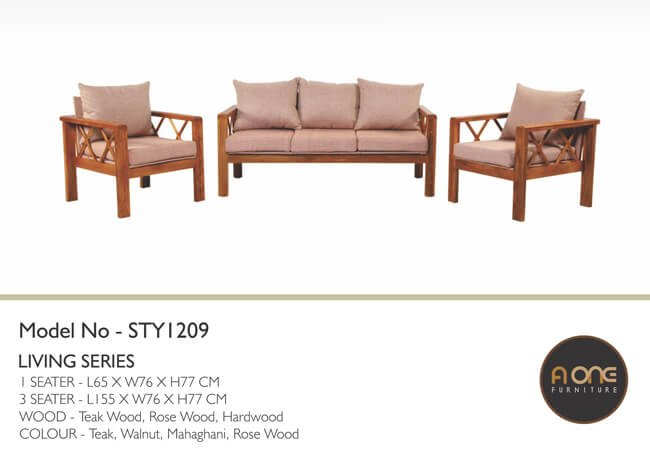 Model No - STY1209
LIVING SERIES
1 SEATER - L65 X W76 X H77 CM
3 SEATER - L155 X W76 X H77 CM
WOOD - Teak Wood, Rose Wood, Hardwood
COLOUR - Teak, Walnut, Mahaghani, Rose Wood
A ONE
FURNITURE